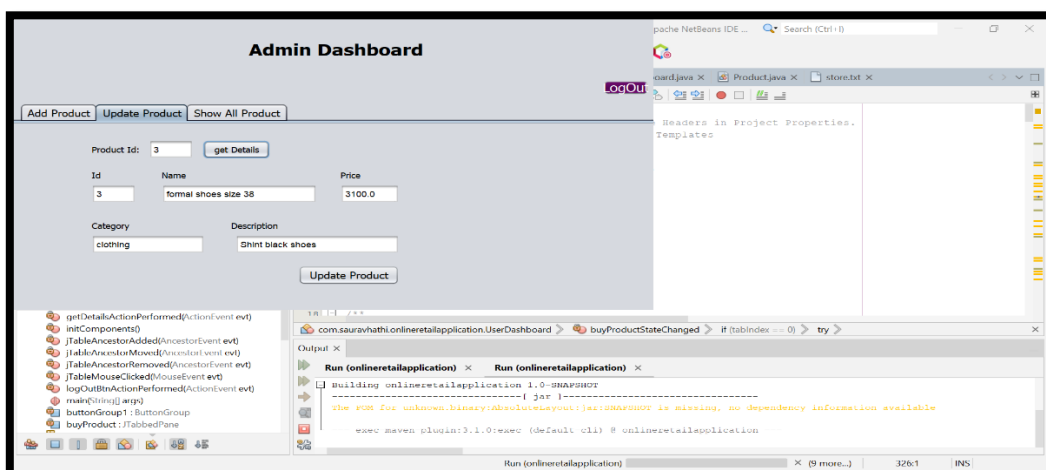 Admin Dashboard
LogOut
Add Product Update Product Show All Product
Product Id: 3 get Details
Id Name Price
3 formal shoes size 38 3100.0
Category Description
clothing Shint black shoes
Update Product
pache NetBeans IDE ... Search (Ctrl+I)
oard.java Product.java store.txt
Headers in Project Properties.
Templates
18 /**
getDetailsActionPerformed(ActionEvent evt)
initComponents()
jTableAncestorAdded(AncestorEvent evt)
jTableAncestorMoved(AncestorEvent evt)
jTableAncestorRemoved(AncestorEvent evt)
jTableMouseClicked(MouseEvent evt)
logOutBtnActionPerformed(ActionEvent evt)
main(String[] args)
buttonGroup1 : ButtonGroup
buyProduct : JTabbedPane
com.sauravhathi.onlineretailapplication.UserDashboard buyProductStateChanged if (tabIndex == 0) try
Output
Run (onlineretailapplication) Run (onlineretailapplication)
Building onlineretailapplication 1.0-SNAPSHOT
--------------------------------[ jar ]---------------------------------
The POM for unknown.binary:AbsoluteLayout:jar:SNAPSHOT is missing, no dependency information available
exec maven plugin:3.1.0:exec (default cli) @ onlineretailapplication
Run (onlineretailapplication) (9 more...) 326:1 INS